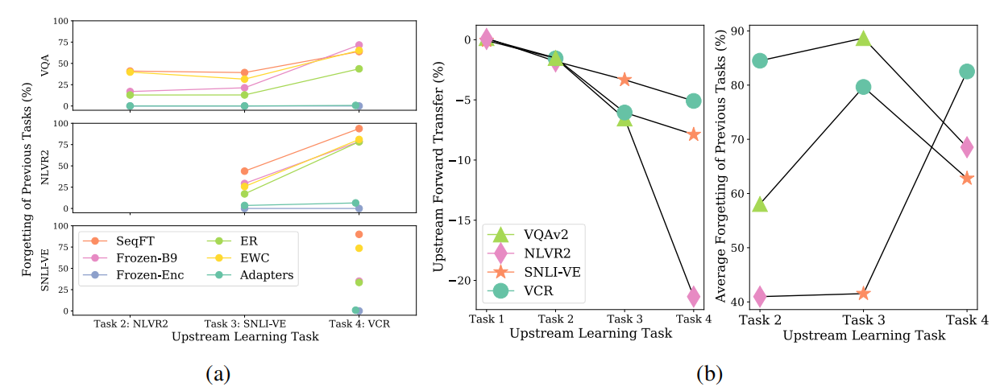 Forgetting of Previous Tasks (%)
VQA
100
75
50
25
0
NLVR2
100
75
50
25
0
SNLI-VE
100
75
50
25
0
SeqFT
Frozen-B9
Frozen-Enc
ER
EWC
Adapters
Task 2: NLVR2 Task 3: SNLI-VE Task 4: VCR
Upstream Learning Task
(a)
Upstream Forward Transfer (%)
0
−5
−10
−15
−20
VQAv2
NLVR2
SNLI-VE
VCR
Task 1 Task 2 Task 3 Task 4
Upstream Learning Task
Average Forgetting of Previous Tasks (%)
90
80
70
60
50
40
Task 2 Task 3 Task 4
Upstream Learning Task
(b)